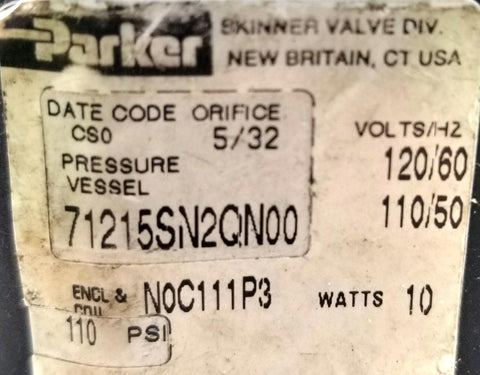 Parker
SKINNER VALVE DIV.
NEW BRITAIN, CT USA
DATE CODE ORIFICE
CSO 5/32
PRESSURE
VESSEL
71215SN2QN00
VOLTS/HZ
120/60
110/50
ENCL &
COIL
N0C111P3
WATTS 10
110 PSI